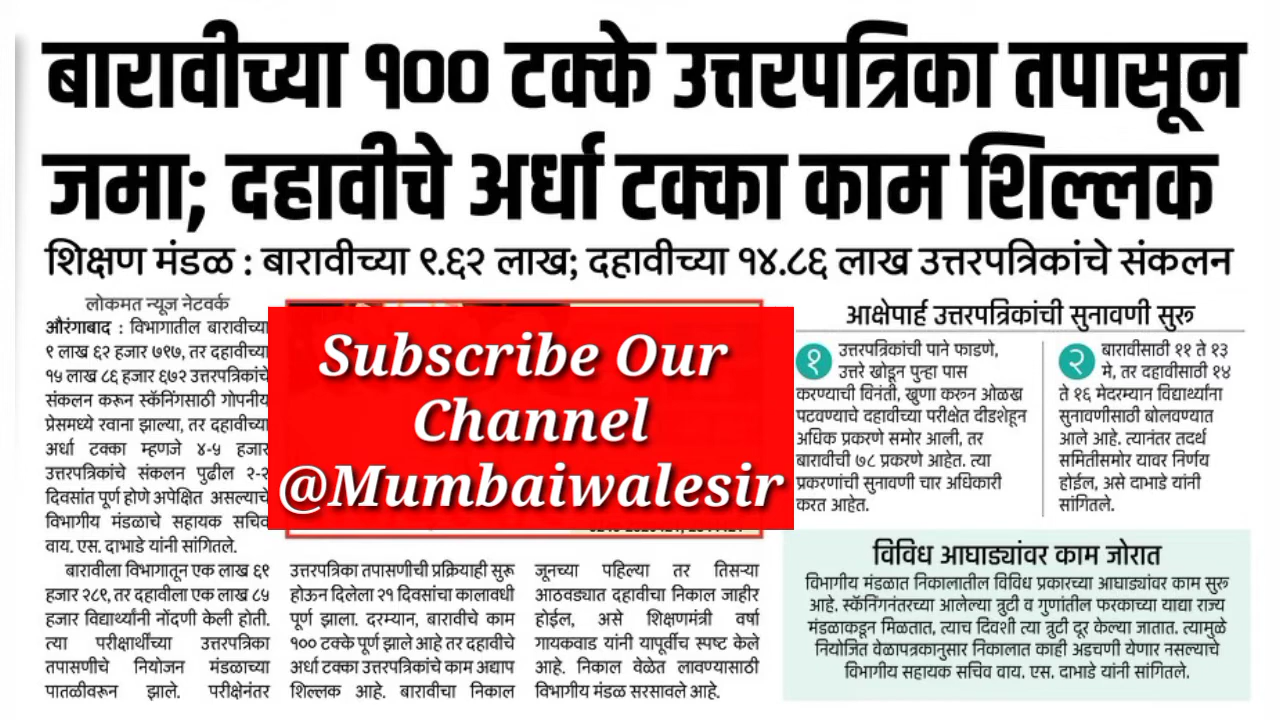 बारावीच्या १०० टक्के उत्तरपत्रिका तपासून
जमा; दहावीचे अर्धा टक्का काम शिल्लक
शिक्षण मंडळ : बारावीच्या ९.६२ लाख; दहावीच्या १४.८६ लाख उत्तरपत्रिकांचे संकलन
लोकमत न्यूज नेटवर्क
औरंगाबाद : विभागातील बारावीच्या
९ लाख ६२ हजार ७९७, तर दहावीच्या
१५ लाख ८६ हजार ६७२ उत्तरपत्रिकांचे
संकलन करून स्कॅनिंगसाठी गोपनीय
प्रेसमध्ये रवाना झाल्या, तर दहावीच्या
अर्धा टक्का म्हणजे ४-५ हजार
उत्तरपत्रिकांचे संकलन पुढील २-२
दिवसांत पूर्ण होणे अपेक्षित असल्याचे
विभागीय मंडळाचे सहायक सचिव
वाय. एस. दाभाडे यांनी सांगितले.
बारावीला विभागातून एक लाख ६९
हजार २८९, तर दहावीला एक लाख ८५
हजार विद्यार्थ्यांनी नोंदणी केली होती.
त्या परीक्षार्थीच्या उत्तरपत्रिका
तपासणीचे नियोजन मंडळाच्या
पातळीवरून झाले. परीक्षेनंतर
Subscribe Our
Channel
@Mumbaiwalesir
उत्तरपत्रिका तपासणीची प्रक्रियाही सुरू
होऊन दिलेला २१ दिवसांचा कालावधी
पूर्ण झाला. दरम्यान, बारावीचे काम
१०० टक्के पूर्ण झाले आहे तर दहावीचे
अर्धा टक्का उत्तरपत्रिकांचे काम अद्याप
शिल्लक आहे. बारावीचा निकाल
जूनच्या पहिल्या तर तिसऱ्या
आठवड्यात दहावीचा निकाल जाहीर
होईल, असे शिक्षणमंत्री वर्षा
गायकवाड यांनी यापूर्वीच स्पष्ट केले
आहे. निकाल वेळेत लावण्यासाठी
विभागीय मंडळ सरसावले आहे.
आक्षेपार्ह उत्तरपत्रिकांची सुनावणी सुरू
१ उत्तरपत्रिकांची पाने फाडणे,
उत्तरे खोडून पुन्हा पास
करण्याची विनंती, खुणा करून ओळख
पटवण्याचे दहावीच्या परीक्षेत दीडशेहून
अधिक प्रकरणे समोर आली, तर
बारावीची ७८ प्रकरणे आहेत. त्या
प्रकरणांची सुनावणी चार अधिकारी
करत आहेत.
२ बारावीसाठी ११ ते १३
मे, तर दहावीसाठी १४
ते १६ मेदरम्यान विद्यार्थ्यांना
सुनावणीसाठी बोलवण्यात
आले आहे. त्यानंतर तदर्थ
समितीसमोर यावर निर्णय
होईल, असे दाभाडे यांनी
सांगितले.
विविध आघाड्यांवर काम जोरात
विभागीय मंडळात निकालातील विविध प्रकारच्या आघाड्यांवर काम सुरू
आहे. स्कॅनिंगनंतरच्या आलेल्या त्रुटी व गुणांतील फरकाच्या याद्या राज्य
मंडळाकडून मिळतात, त्याच दिवशी त्या त्रुटी दूर केल्या जातात. त्यामुळे
नियोजित वेळापत्रकानुसार निकालात काही अडचणी येणार नसल्याचे
विभागीय सहायक सचिव वाय. एस. दाभाडे यांनी सांगितले.